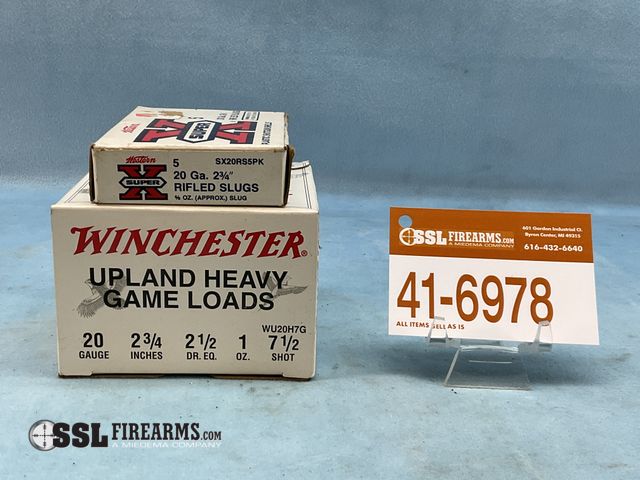 Western
X
SUPER
X
Western
SUPER
X
5 SX20RS5PK
20 Ga. 2¾"
RIFLED SLUGS
⅝ OZ. (APPROX.) SLUG
WINCHESTER®
UPLAND HEAVY
GAME LOADS
WU20H7G
20 2 3/4 2 1/2 1 7 1/2
GAUGE INCHES DR. EQ. OZ. SHOT
SSL FIREARMS.COM
A MIEDEMA COMPANY
601 Gordon Industrial Ct.
Byron Center, MI 49315
616-432-6640
41-6978
ALL ITEMS SELL AS IS
SSL FIREARMS.COM
A MIEDEMA COMPANY